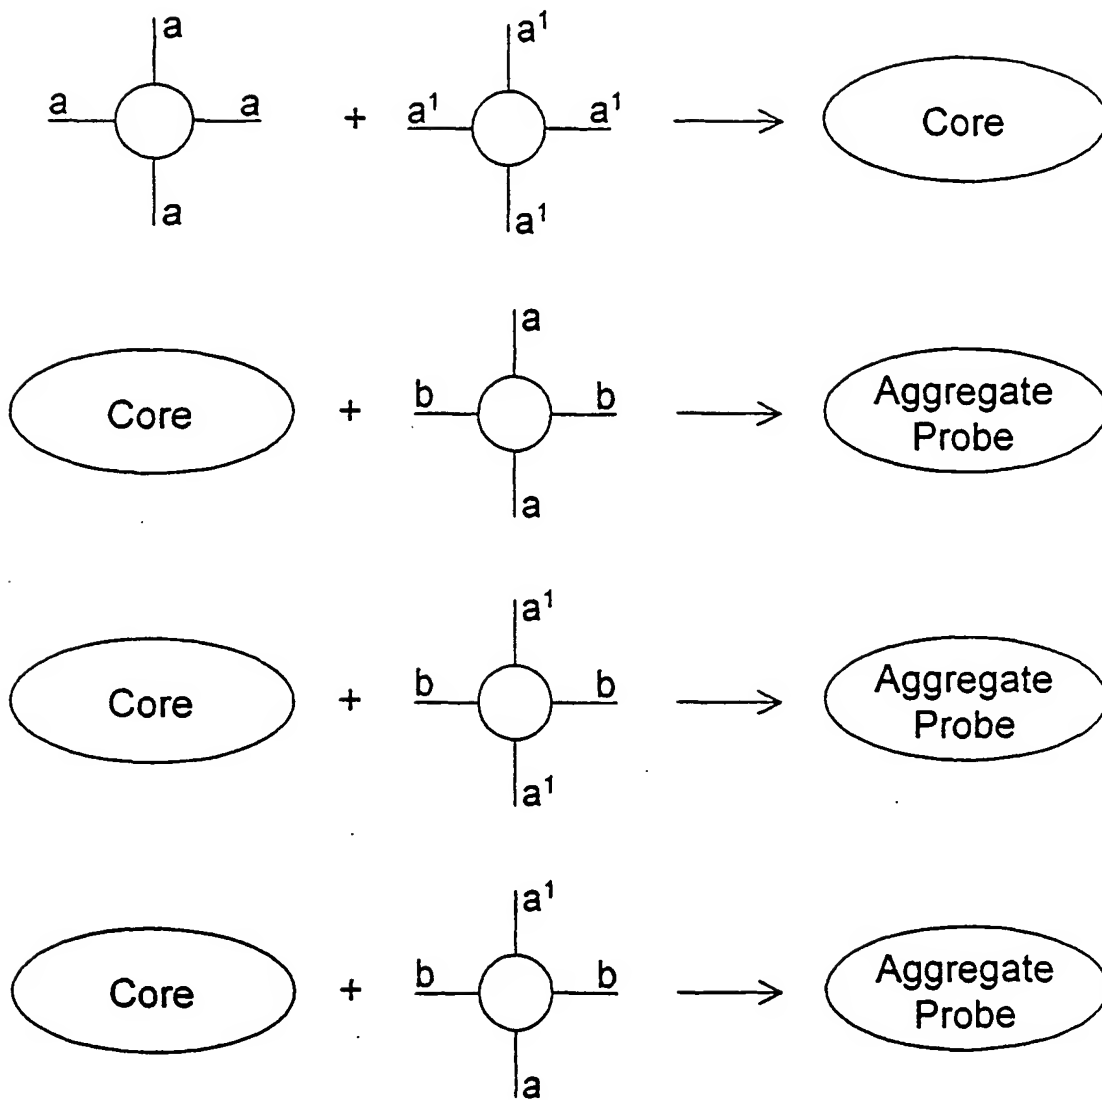 a a¹
a a + a¹ a¹ Core
a a¹
a
Core + b b Aggregate
Probe
a
a¹
Core + b b Aggregate
Probe
a¹
a¹
Core + b b Aggregate
Probe
a